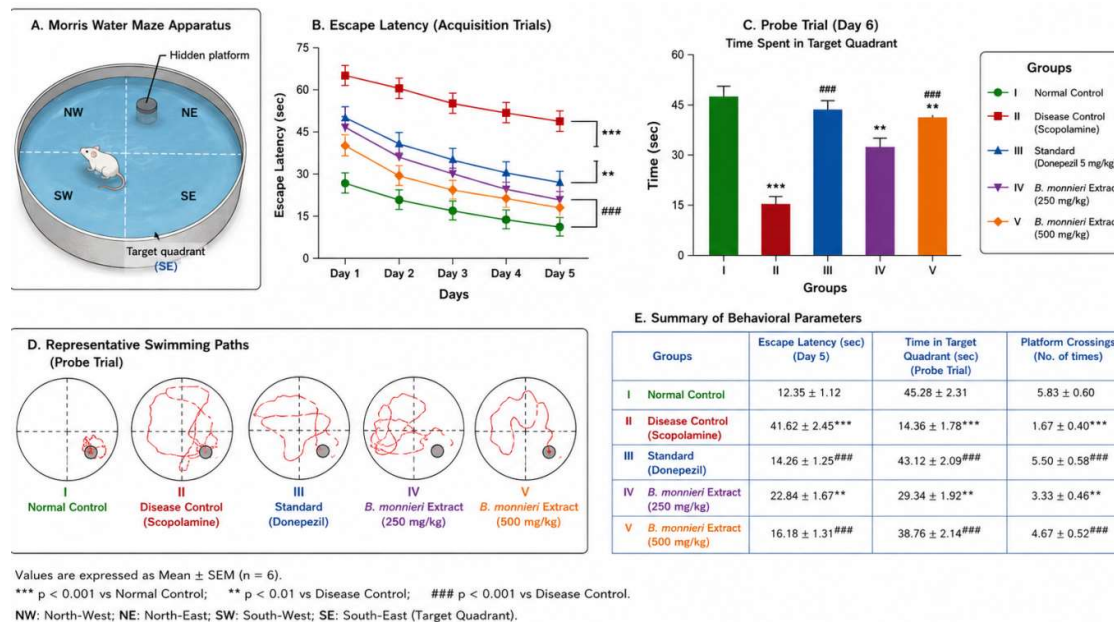 A. Morris Water Maze Apparatus
Hidden platform
NW
NE
SW
SE
Target quadrant
(SE)
B. Escape Latency (Acquisition Trials)
Escape Latency (sec)
75
60
45
30
15
***
**
###
Day 1 Day 2 Day 3 Day 4 Day 5
Days
C. Probe Trial (Day 6)
Time Spent in Target Quadrant
Time (sec)
60
45
30
15
0
***
###
**
###
**
I II III IV V
Groups
Groups
I Normal Control
II Disease Control
(Scopolamine)
III Standard
(Donepezil 5 mg/kg
IV B. monnieri Extract
(250 mg/kg)
V B. monnieri Extract
(500 mg/kg)
D. Representative Swimming Paths
(Probe Trial)
I
Normal Control
II
Disease Control
(Scopolamine)
III
Standard
(Donepezil)
IV
B. monnieri Extract
(250 mg/kg)
V
B. monnieri Extract
(500 mg/kg)
E. Summary of Behavioral Parameters
Groups
Escape Latency (sec)
(Day 5)
Time in Target
Quadrant (sec)
(Probe Trial)
Platform Crossings
(No. of times)
I Normal Control 12.35 ± 1.12 45.28 ± 2.31 5.83 ± 0.60
II Disease Control
(Scopolamine) 41.62 ± 2.45*** 14.36 ± 1.78*** 1.67 ± 0.40***
III Standard
(Donepezil) 14.26 ± 1.25### 43.12 ± 2.09### 5.50 ± 0.58###
IV B. monnieri Extract
(250 mg/kg) 22.84 ± 1.67** 29.34 ± 1.92** 3.33 ± 0.46**
V B. monnieri Extract
(500 mg/kg) 16.18 ± 1.31### 38.76 ± 2.14### 4.67 ± 0.52###
Values are expressed as Mean ± SEM (n = 6).
*** p < 0.001 vs Normal Control; ** p < 0.01 vs Disease Control; ### p < 0.001 vs Disease Control.
NW: North-West; NE: North-East; SW: South-West; SE: South-East (Target Quadrant).